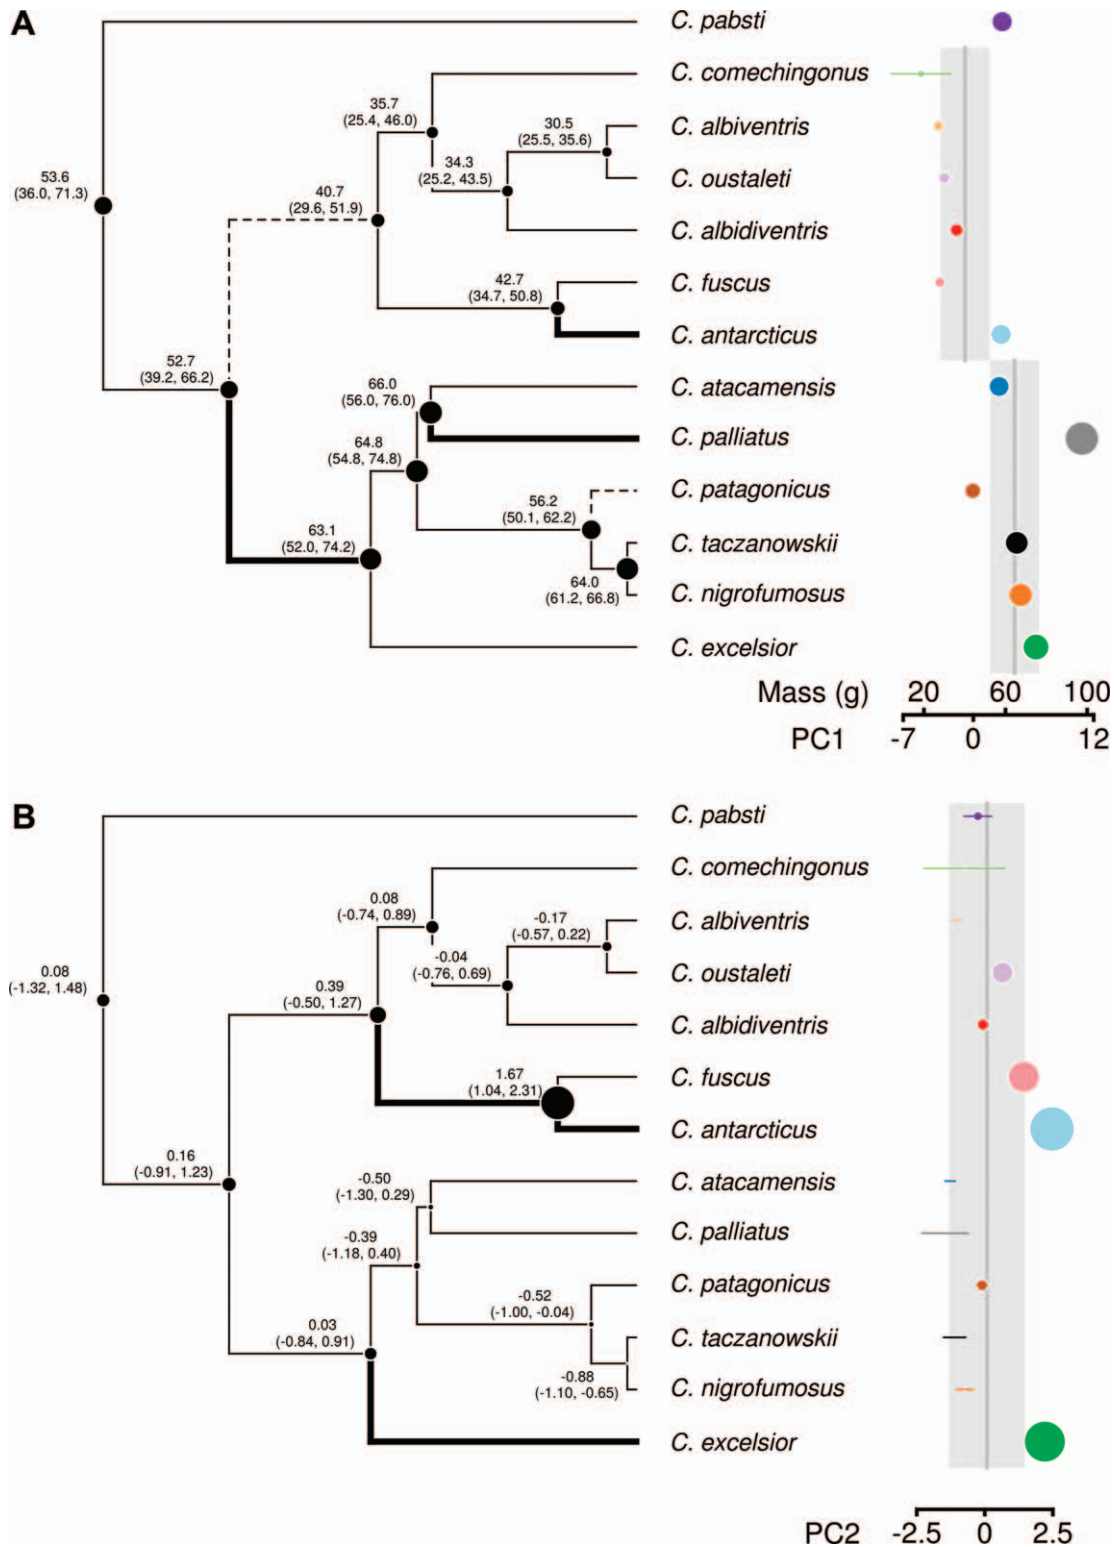 A
C. pabsti
C. comechingonus
35.7
(25.4, 46.0)
30.5
(25.5, 35.6)
C. albiventris
34.3
(25.2, 43.5)
C. oustaleti
53.6
(36.0, 71.3)
40.7
(29.6, 51.9)
C. albidiventris
42.7
(34.7, 50.8)
C. fuscus
C. antarcticus
52.7
(39.2, 66.2)
66.0
(56.0, 76.0)
C. atacamensis
64.8
(54.8, 74.8)
C. palliatus
56.2
(50.1, 62.2)
C. patagonicus
63.1
(52.0, 74.2)
C. taczanowskii
64.0
(61.2, 66.8)
C. nigrofumosus
C. excelsior
Mass (g) 20 60 100
PC1 -7 0 12
B
C. pabsti
C. comechingonus
0.08
(-0.74, 0.89)
-0.17
(-0.57, 0.22)
C. albiventris
-0.04
(-0.76, 0.69)
C. oustaleti
0.08
(-1.32, 1.48)
0.39
(-0.50, 1.27)
C. albidiventris
1.67
(1.04, 2.31)
C. fuscus
C. antarcticus
0.16
(-0.91, 1.23)
-0.50
(-1.30, 0.29)
C. atacamensis
-0.39
(-1.18, 0.40)
C. palliatus
-0.52
(-1.00, -0.04)
C. patagonicus
0.03
(-0.84, 0.91)
C. taczanowskii
-0.88
(-1.10, -0.65)
C. nigrofumosus
C. excelsior
PC2 -2.5 0 2.5